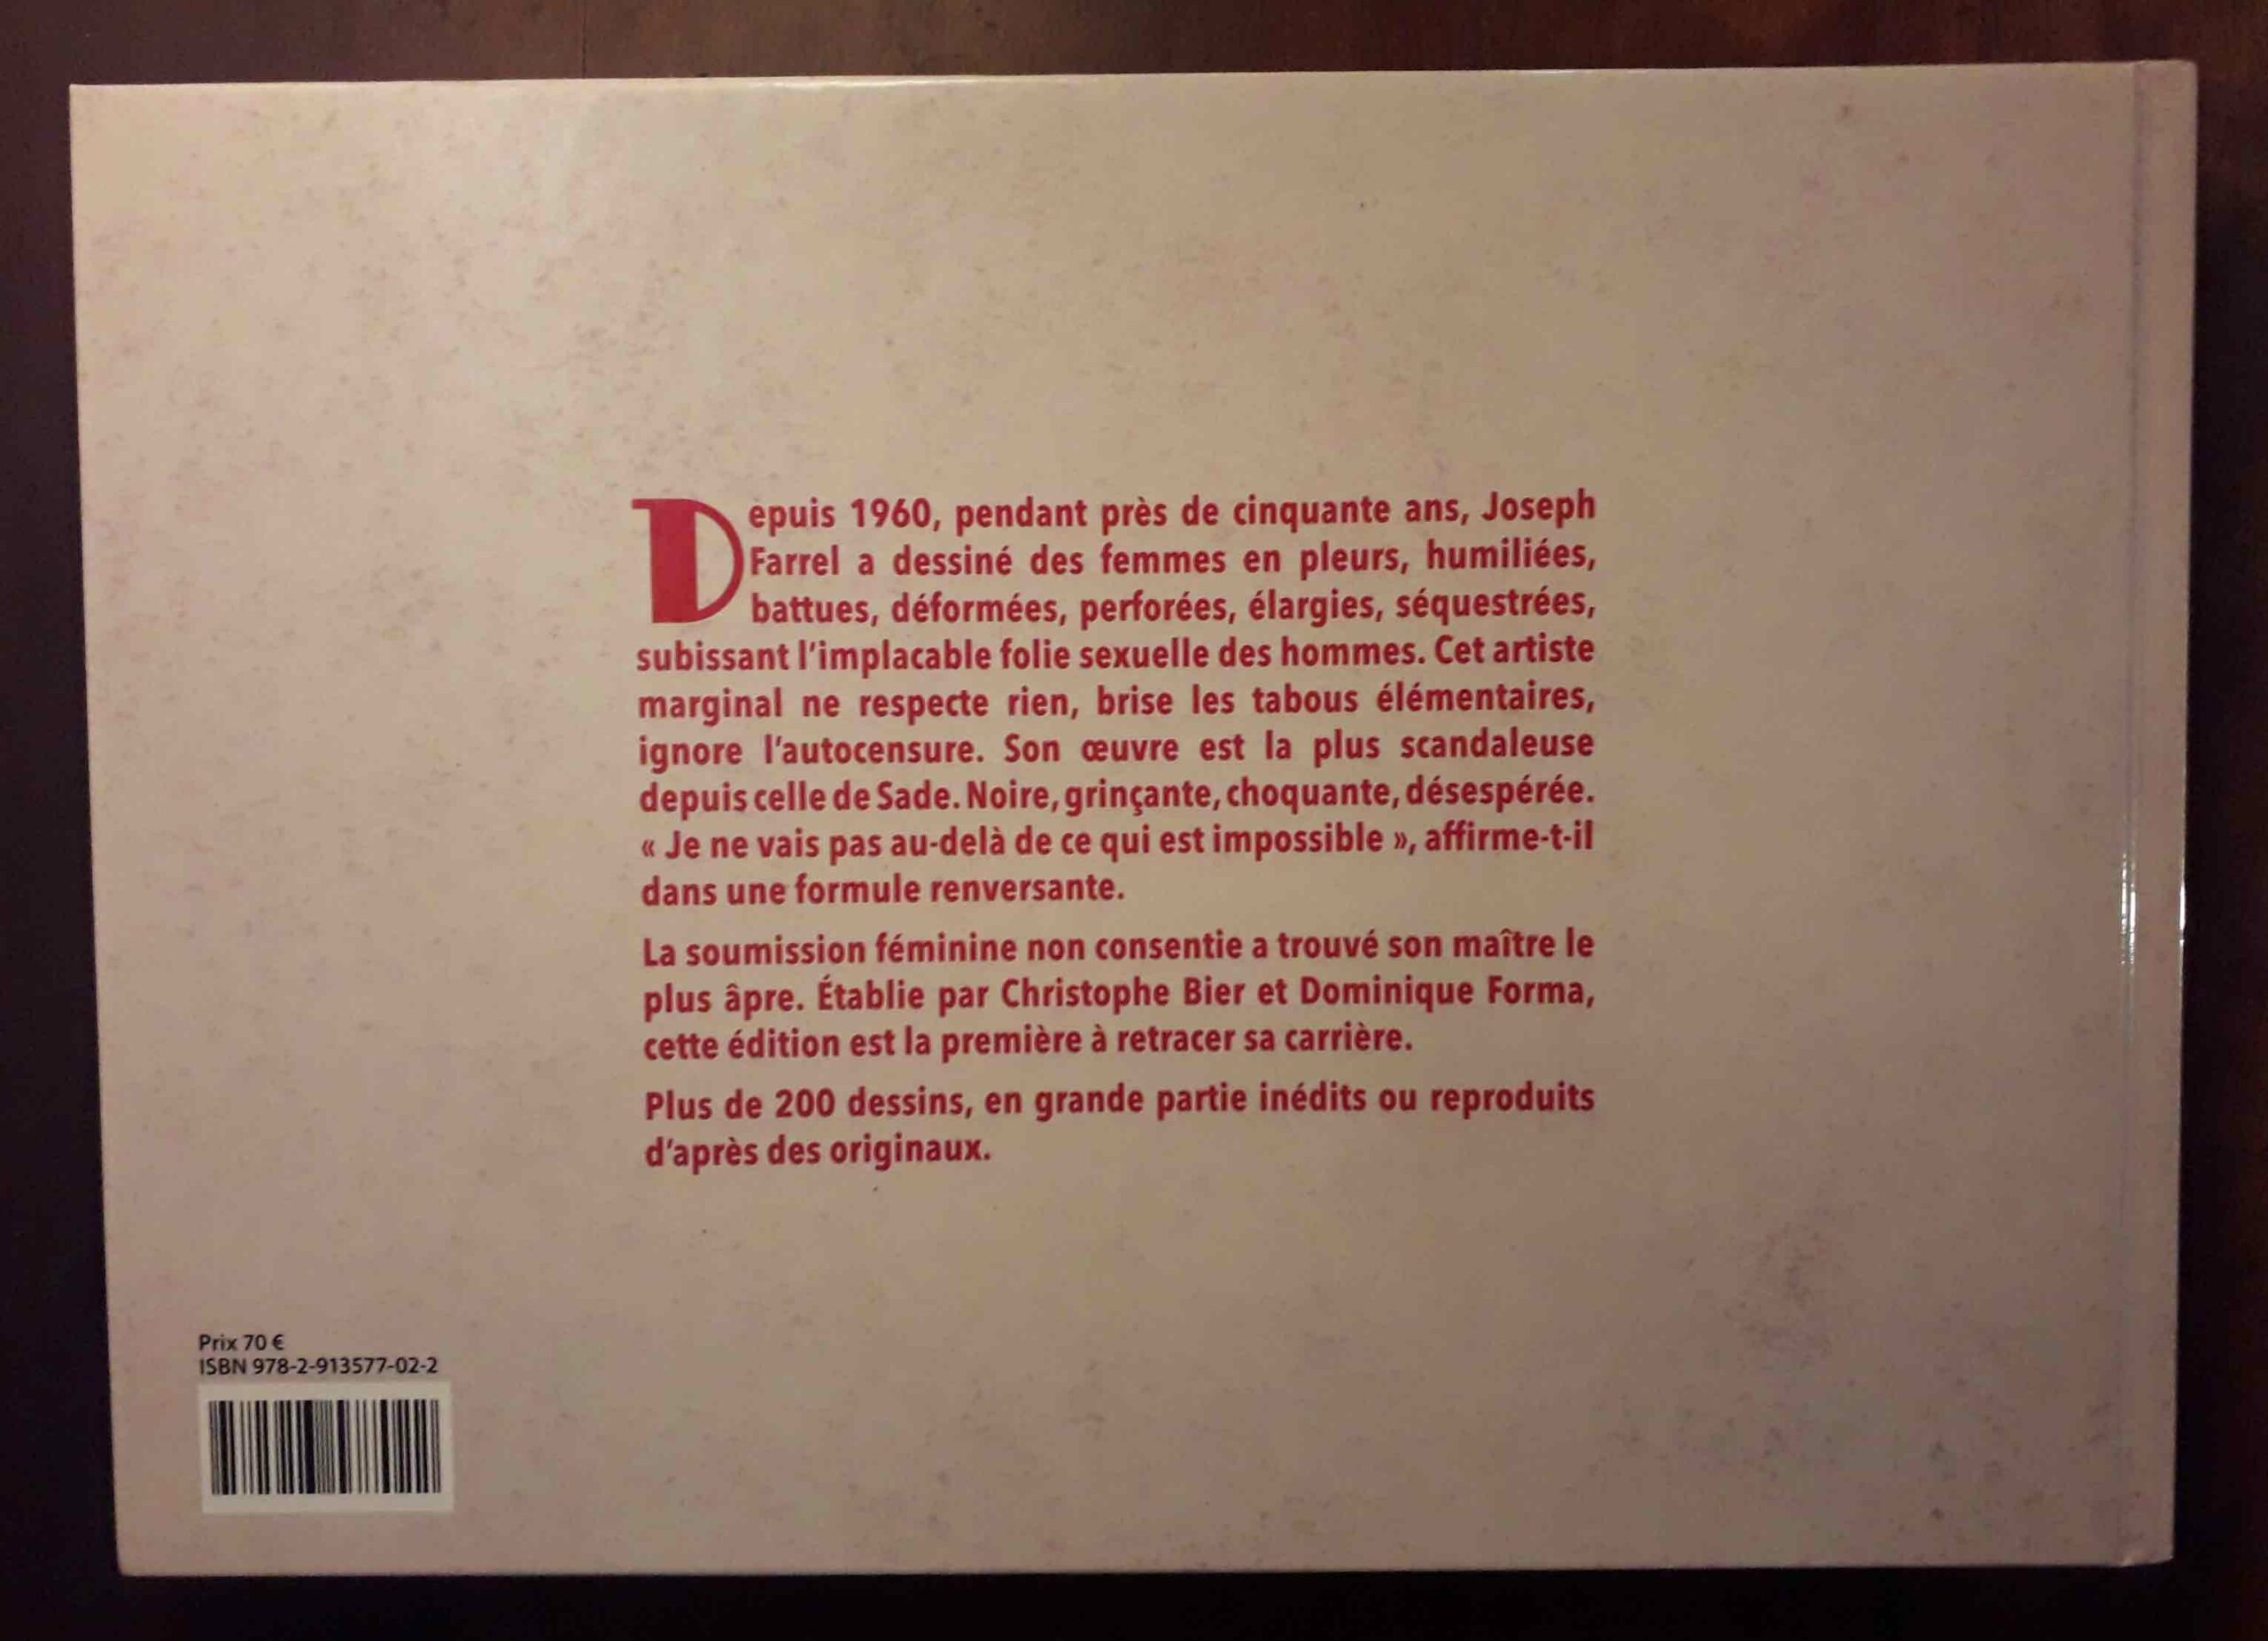 Depuis 1960, pendant près de cinquante ans, Joseph
Farrel a dessiné des femmes en pleurs, humiliées,
battues, déformées, perforées, élargies, séquestrées,
subissant l'implacable folie sexuelle des hommes. Cet artiste
marginal ne respecte rien, brise les tabous élémentaires,
ignore l'autocensure. Son œuvre est la plus scandaleuse
depuis celle de Sade. Noire, grinçante, choquante, désespérée.
« Je ne vais pas au-delà de ce qui est impossible », affirme-t-il
dans une formule renversante.
La soumission féminine non consentie a trouvé son maître le
plus âpre. Établie par Christophe Bier et Dominique Forma,
cette édition est la première à retracer sa carrière.
Plus de 200 dessins, en grande partie inédits ou reproduits
d'après des originaux.
Prix 70 €
ISBN 978-2-913577-02-2